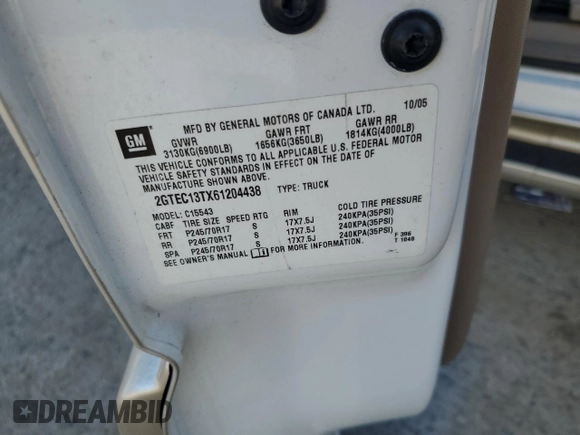 GM
MFD BY GENERAL MOTORS OF CANADA LTD. 10/05
GVWR GAWR FRT GAWR RR
3130KG(6900LB) 1656KG(3650LB) 1814KG(4000LB)
THIS VEHICLE CONFORMS TO ALL APPLICABLE U.S. FEDERAL MOTOR
VEHICLE SAFETY STANDARDS IN EFFECT ON THE DATE OF
MANUFACTURE SHOWN ABOVE.
2GTEC13TX61204438 TYPE: TRUCK
MODEL: C15543
CABF TIRE SIZE SPEED RTG RIM COLD TIRE PRESSURE
FRT P245/70R17 S 17X7.5J 240KPA(35PSI)
RR P245/70R17 S 17X7.5J 240KPA(35PSI)
SPA P245/70R17 S 17X7.5J 240KPA(35PSI)
SEE OWNER'S MANUAL FOR MORE INFORMATION.
F 396
T 1048
DREAMBID